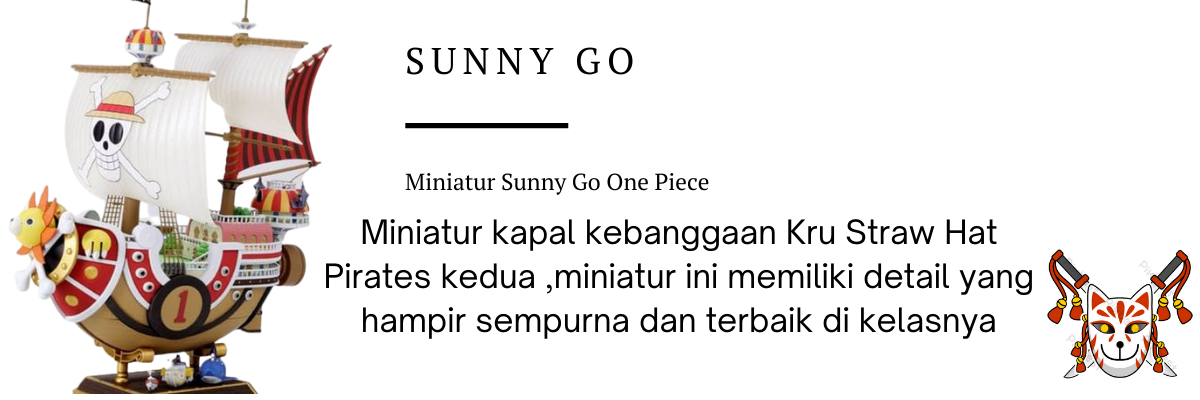 SUNNY GO
Miniatur Sunny Go One Piece
Miniatur kapal kebanggaan Kru Straw Hat
Pirates kedua ,miniatur ini memiliki detail yang
hampir sempurna dan terbaik di kelasnya
1